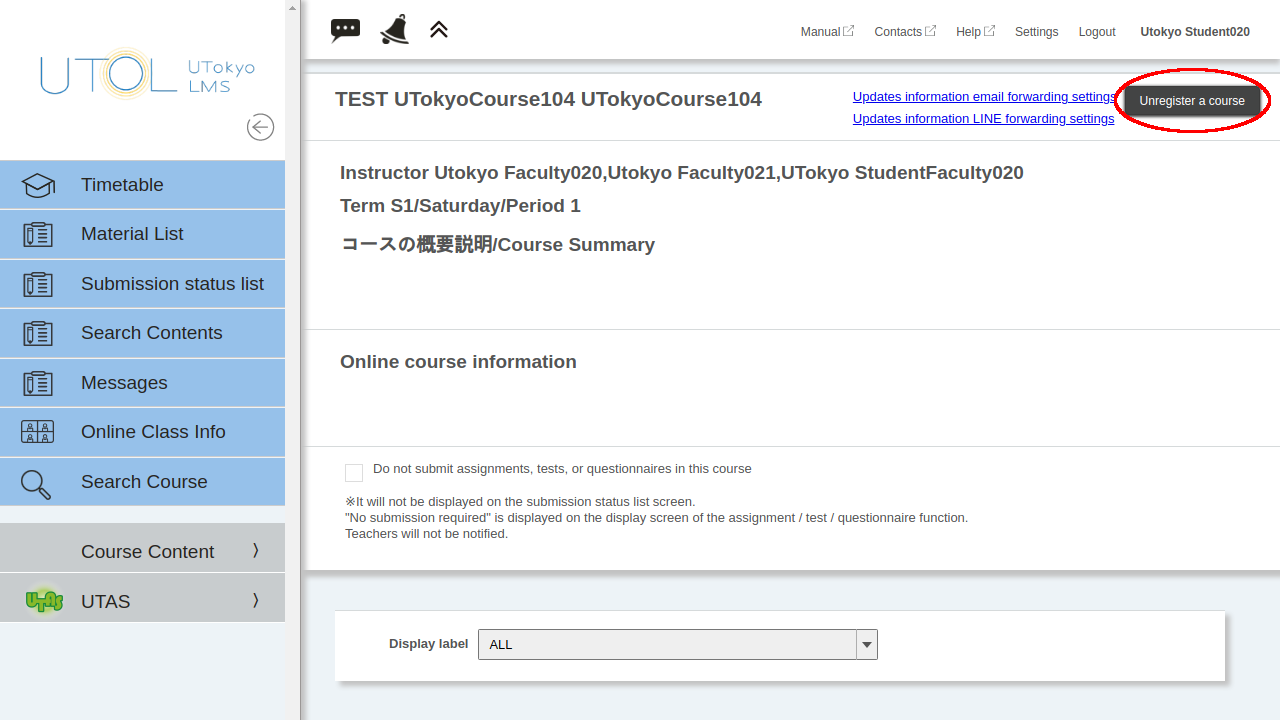 Manual Contacts Help Settings Logout Utokyo Student020
UTOL UTokyo LMS
TEST UTokyoCourse104 UTokyoCourse104
Updates information email forwarding settings
Updates information LINE forwarding settings
Unregister a course
Timetable
Material List
Submission status list
Search Contents
Messages
Online Class Info
Search Course
Course Content 〉
UTAS UTAS 〉
Instructor Utokyo Faculty020,Utokyo Faculty021,UTokyo StudentFaculty020
Term S1/Saturday/Period 1
コースの概要説明/Course Summary
Online course information
Do not submit assignments, tests, or questionnaires in this course
※It will not be displayed on the submission status list screen.
"No submission required" is displayed on the display screen of the assignment / test / questionnaire function.
Teachers will not be notified.
Display label ALL